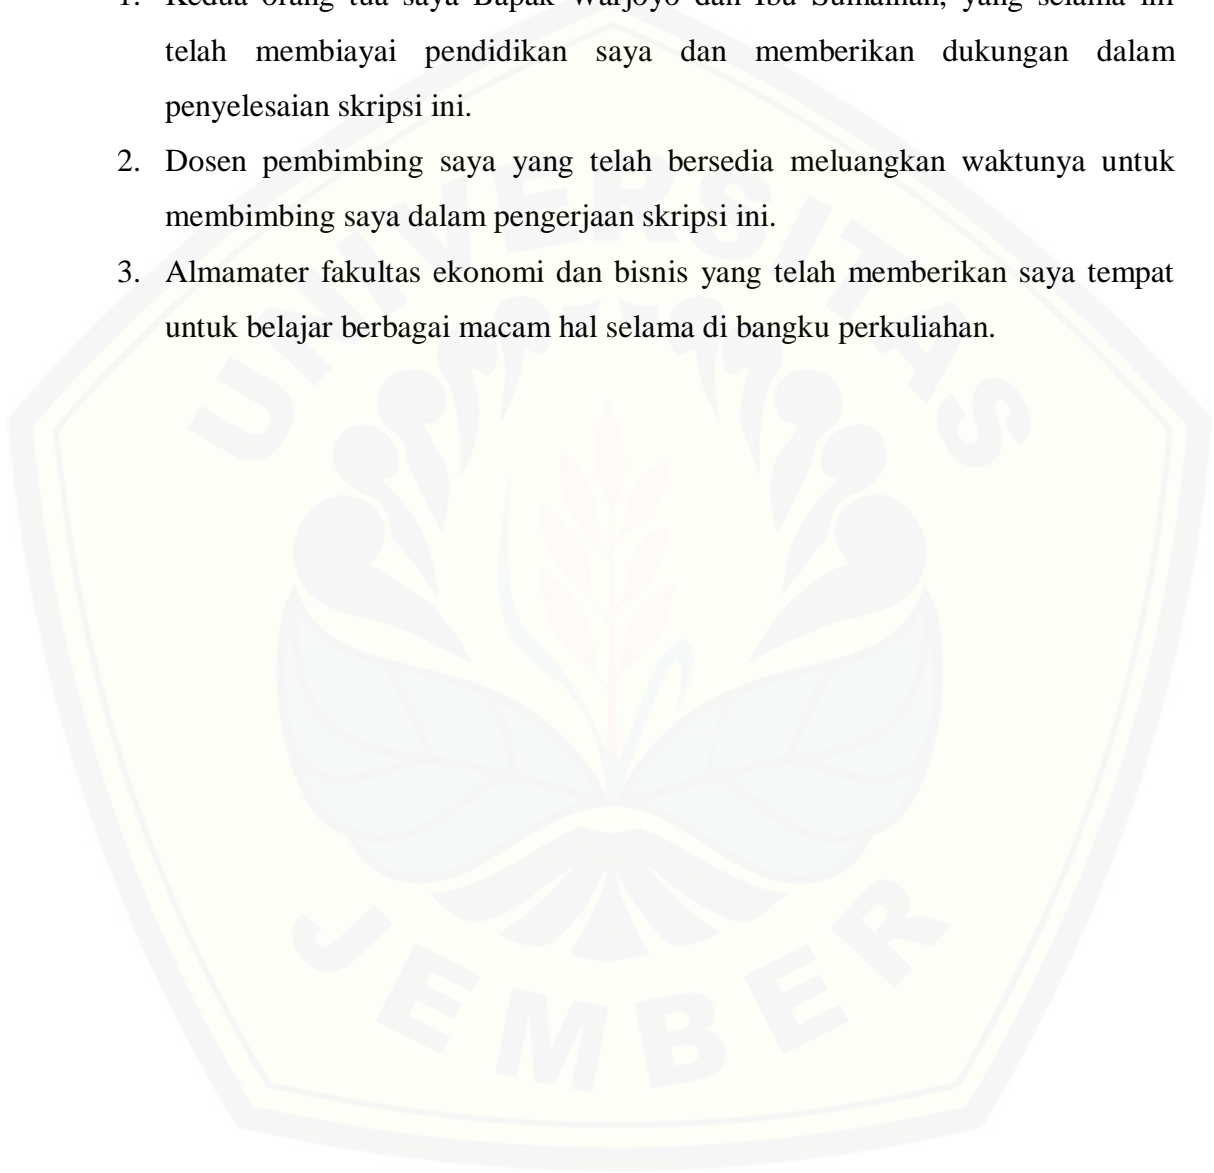 1. Kedua orang tua saya Bapak Warjoyo dan Ibu yang selama ini
telah membiayai pendidikan saya dan memberikan dukungan dalam
penyelesaian skripsi ini.
2. Dosen pembimbing saya yang telah bersedia meluangkan waktunya untuk
membimbing saya dalam pengerjaan skripsi ini.
3. Almamater fakultas ekonomi dan bisnis yang telah memberikan saya tempat
untuk belajar berbagai macam hal selama di bangku perkuliahan.
UNIVERSITAS
JEMBER